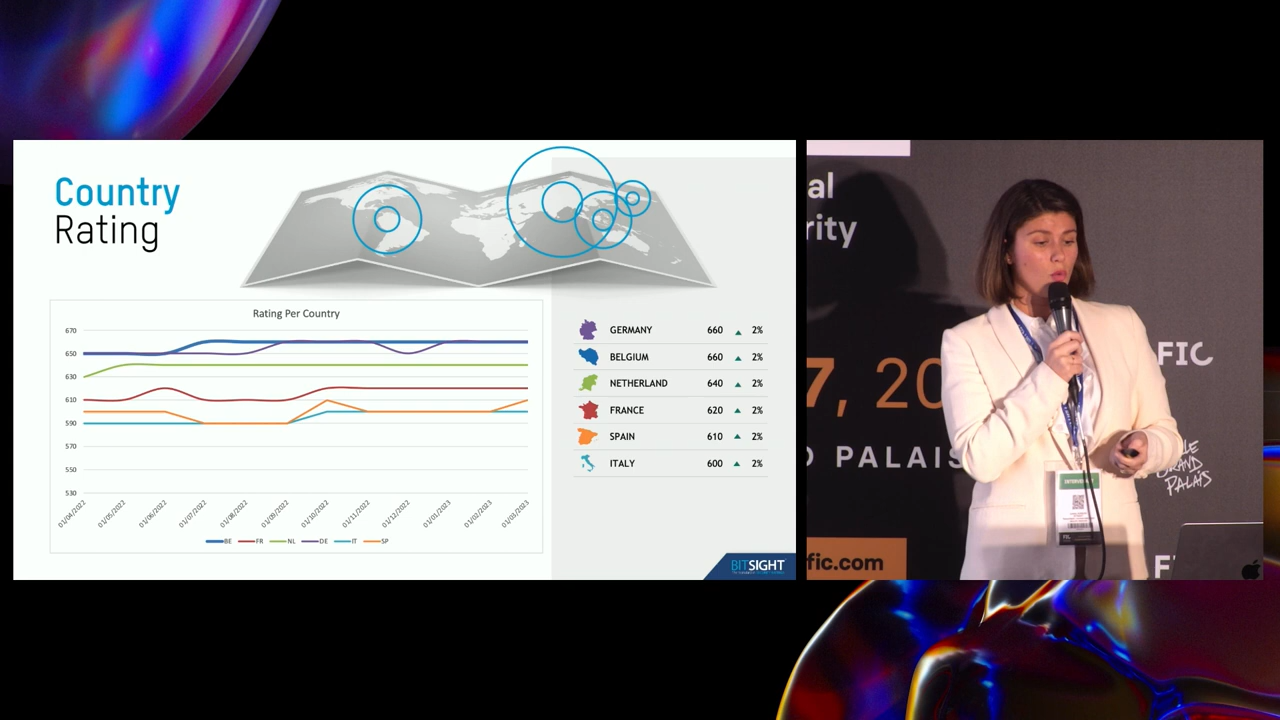 Country
Rating
Rating Per Country
670
650
630
610
590
570
550
530
01/04/2022
01/05/2022
01/06/2022
01/07/2022
01/08/2022
01/09/2022
01/10/2022
01/11/2022
01/12/2022
01/01/2023
01/02/2023
01/03/2023
BE FR NL DE IT SP
GERMANY 660 2%
BELGIUM 660 2%
NETHERLAND 640 2%
FRANCE 620 2%
SPAIN 610 2%
ITALY 600 2%
BITSIGHT
al
rity
FIC
7, 20
PALAIS
LLE
GRAND
PALAIS
INTERVENANT
fic.com
F